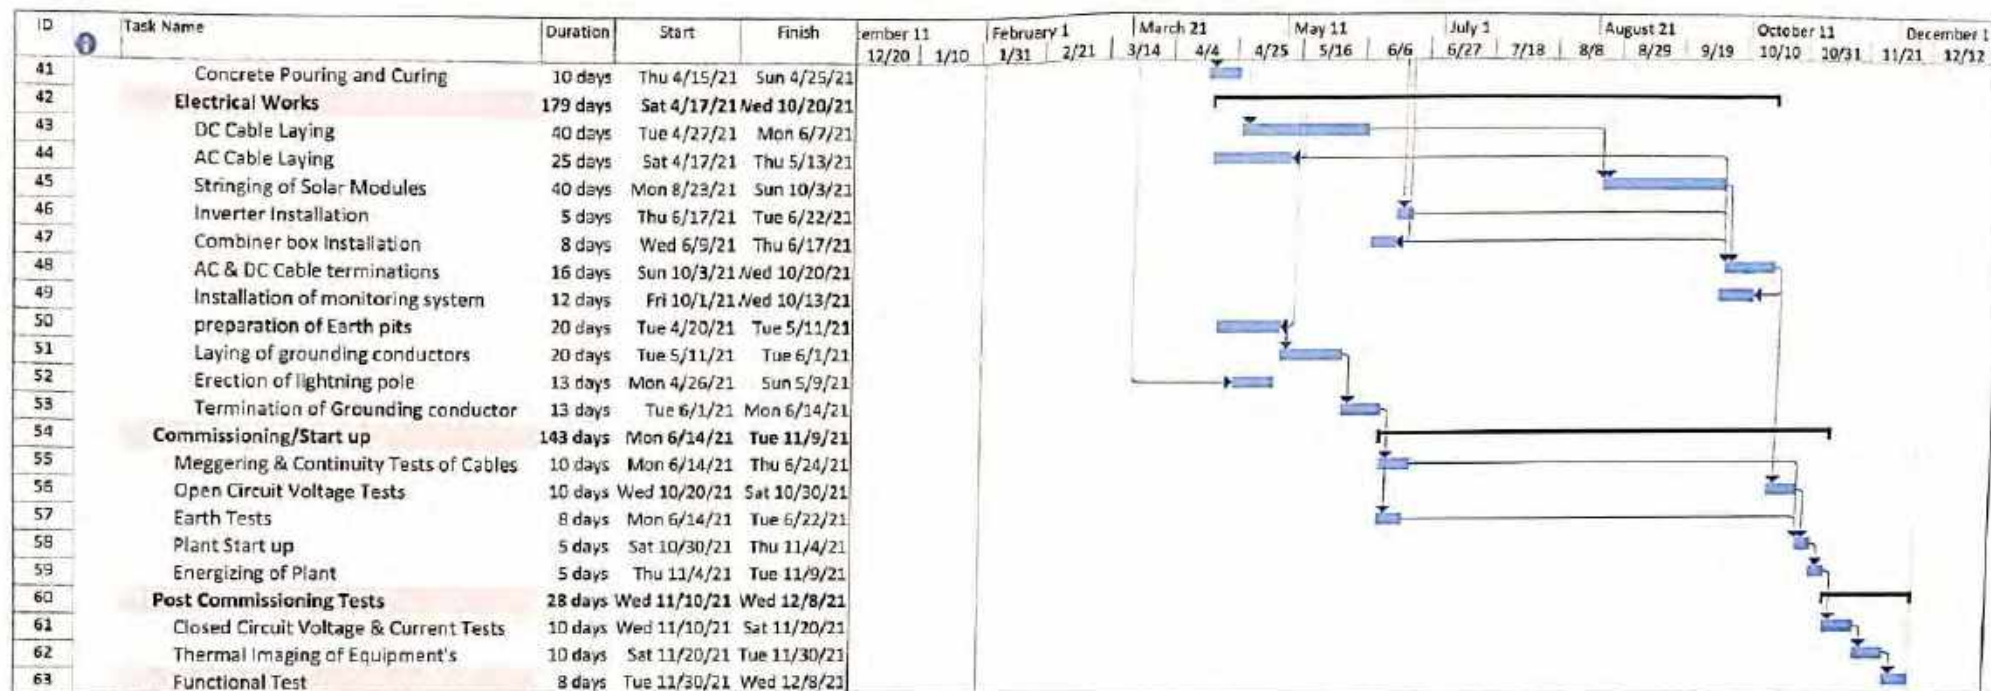 ID Task Name Duration Start Finish ember 11 February 1 March 21 May 11 July 1 August 21 October 11 December 1
12/20 1/10 1/31 2/21 3/14 4/4 4/25 5/16 6/6 6/27 7/18 8/8 8/29 9/19 10/10 10/31 11/21 12/12
41 Concrete Pouring and Curing 10 days Thu 4/15/21 Sun 4/25/21
42 Electrical Works 179 days Sat 4/17/21 Wed 10/20/21
43 DC Cable Laying 40 days Tue 4/27/21 Mon 6/7/21
44 AC Cable Laying 25 days Sat 4/17/21 Thu 5/13/21
45 Stringing of Solar Modules 40 days Mon 8/23/21 Sun 10/3/21
46 Inverter Installation 5 days Thu 6/17/21 Tue 6/22/21
47 Combiner box Installation 8 days Wed 6/9/21 Thu 6/17/21
48 AC & DC Cable terminations 16 days Sun 10/3/21 Wed 10/20/21
49 Installation of monitoring system 12 days Fri 10/1/21 Wed 10/13/21
50 preparation of Earth pits 20 days Tue 4/20/21 Tue 5/11/21
51 Laying of grounding conductors 20 days Tue 5/11/21 Tue 6/1/21
52 Erection of lightning pole 13 days Mon 4/26/21 Sun 5/9/21
53 Termination of Grounding conductor 13 days Tue 6/1/21 Mon 6/14/21
54 Commissioning/Start up 143 days Mon 6/14/21 Tue 11/9/21
55 Meggering & Continuity Tests of Cables 10 days Mon 6/14/21 Thu 6/24/21
56 Open Circuit Voltage Tests 10 days Wed 10/20/21 Sat 10/30/21
57 Earth Tests 8 days Mon 6/14/21 Tue 6/22/21
58 Plant Start up 5 days Sat 10/30/21 Thu 11/4/21
59 Energizing of Plant 5 days Thu 11/4/21 Tue 11/9/21
60 Post Commissioning Tests 28 days Wed 11/10/21 Wed 12/8/21
61 Closed Circuit Voltage & Current Tests 10 days Wed 11/10/21 Sat 11/20/21
62 Thermal Imaging of Equipment's 10 days Sat 11/20/21 Tue 11/30/21
63 Functional Test 8 days Tue 11/30/21 Wed 12/8/21